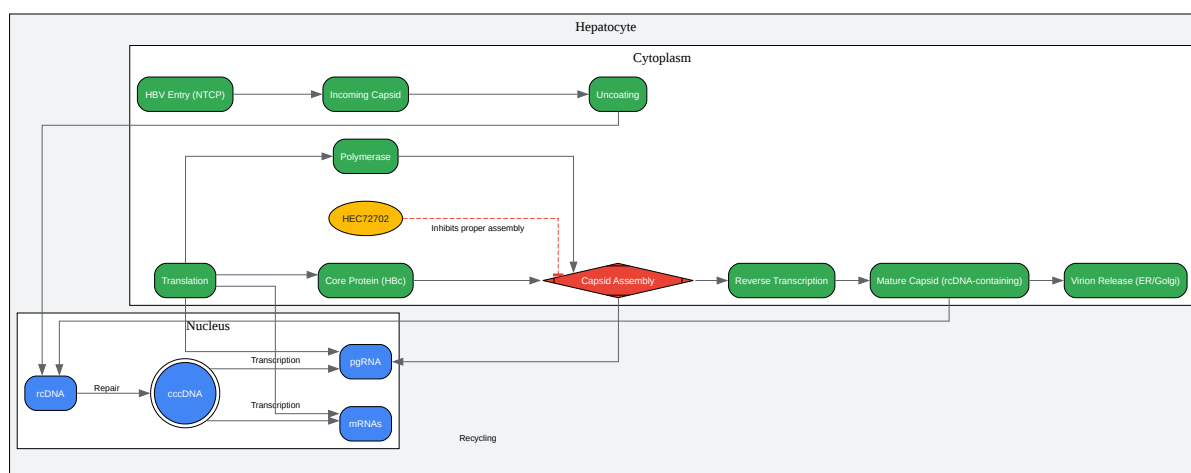 Hepatocyte
Cytoplasm
HBV Entry (NTCP)
Incoming Capsid
Uncoating
Polymerase
HEC72702
Inhibits proper assembly
Translation
Core Protein (HBc)
Capsid Assembly
Reverse Transcription
Mature Capsid (rcDNA-containing)
Virion Release (ER/Golgi)
Nucleus
Transcription
pgRNA
rcDNA
Repair
cccDNA
Transcription
mRNAs
Recycling